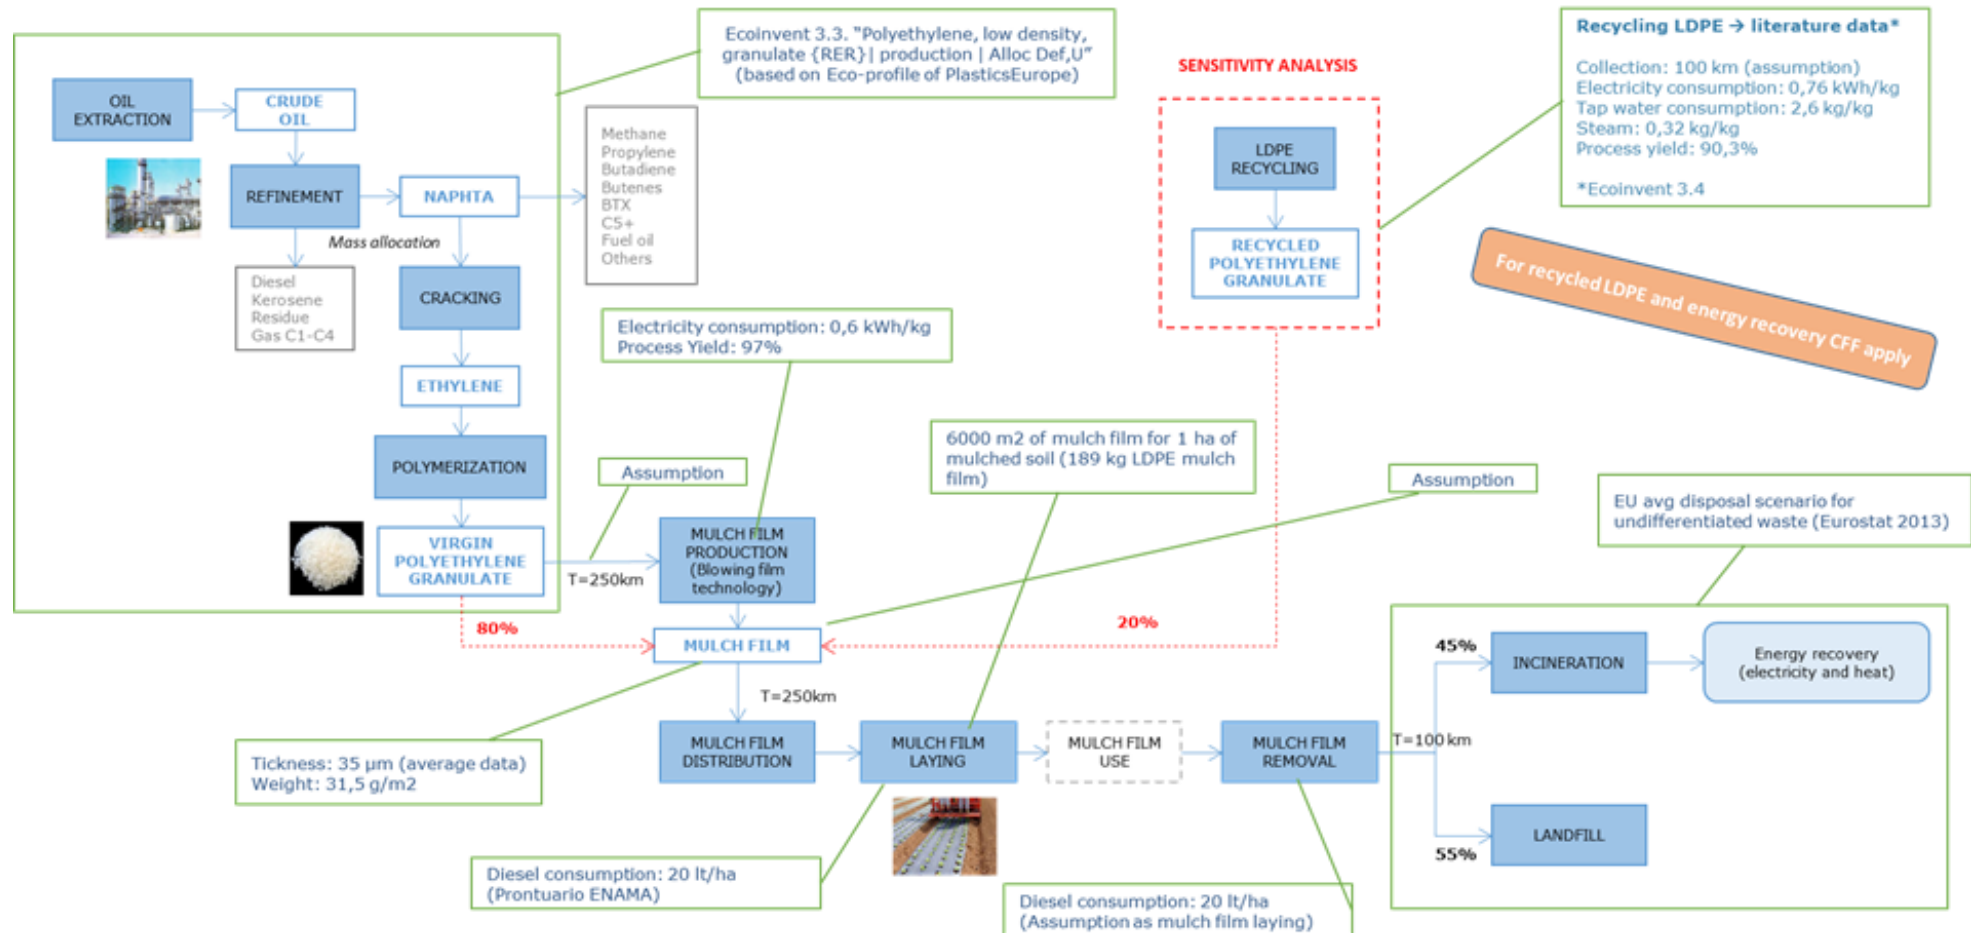 Ecoinvent 3.3. "Polyethylene, low density,
granulate {RER}| production | Alloc Def,U"
(based on Eco-profile of PlasticsEurope)
OIL
EXTRACTION
CRUDE
OIL
REFINEMENT
NAPHTA
Mass allocation
Diesel
Kerosene
Residue
Gas C1-C4
Methane
Propylene
Butadiene
Butenes
BTX
C5+
Fuel oil
Others
CRACKING
ETHYLENE
POLYMERIZATION
VIRGIN
POLYETHYLENE
GRANULATE
SENSITIVITY ANALYSIS
LDPE
RECYCLING
RECYCLED
POLYETHYLENE
GRANULATE
Recycling LDPE → literature data*
Collection: 100 km (assumption)
Electricity consumption: 0,76 kWh/kg
Tap water consumption: 2,6 kg/kg
Steam: 0,32 kg/kg
Process yield: 90,3%
*Ecoinvent 3.4
For recycled LDPE and energy recovery CFF apply
Electricity consumption: 0,6 kWh/kg
Process Yield: 97%
Assumption
T=250km
MULCH FILM
PRODUCTION
(Blowing film
technology)
6000 m2 of mulch film for 1 ha of
mulched soil (189 kg LDPE mulch
film)
Assumption
EU avg disposal scenario for
undifferentiated waste (Eurostat 2013)
80%
MULCH FILM
20%
T=250km
Tickness: 35 µm (average data)
Weight: 31,5 g/m2
MULCH FILM
DISTRIBUTION
MULCH FILM
LAYING
MULCH FILM
USE
MULCH FILM
REMOVAL
T=100 km
45%
INCINERATION
Energy recovery
(electricity and heat)
55%
LANDFILL
Diesel consumption: 20 lt/ha
(Prontuario ENAMA)
Diesel consumption: 20 lt/ha
(Assumption as mulch film laying)